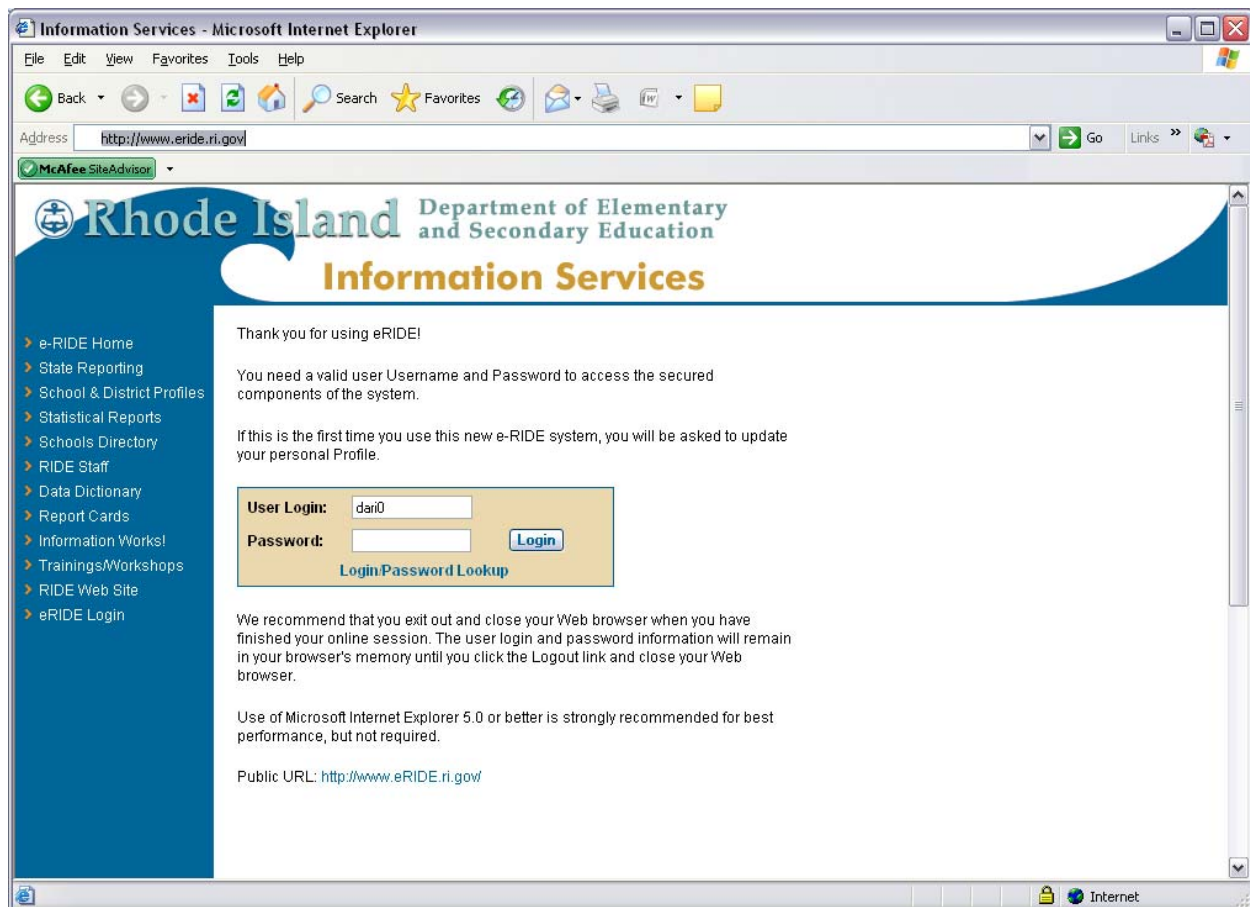 Information Services - Microsoft Internet Explorer
File Edit View Favorites Tools Help
Back Search Favorites
Address http://www.eride.ri.gov Go Links »
McAfee SiteAdvisor
Rhode Island Department of Elementary
and Secondary Education
Information Services
e-RIDE Home
State Reporting
School & District Profiles
Statistical Reports
Schools Directory
RIDE Staff
Data Dictionary
Report Cards
Information Works!
Trainings/Workshops
RIDE Web Site
eRIDE Login
Thank you for using eRIDE!
You need a valid user Username and Password to access the secured
components of the system.
If this is the first time you use this new e-RIDE system, you will be asked to update
your personal Profile.
User Login: dari0
Password: Login
Login/Password Lookup
We recommend that you exit out and close your Web browser when you have
finished your online session. The user login and password information will remain
in your browser's memory until you click the Logout link and close your Web
browser.
Use of Microsoft Internet Explorer 5.0 or better is strongly recommended for best
performance, but not required.
Public URL: http://www.eRIDE.ri.gov/
Internet